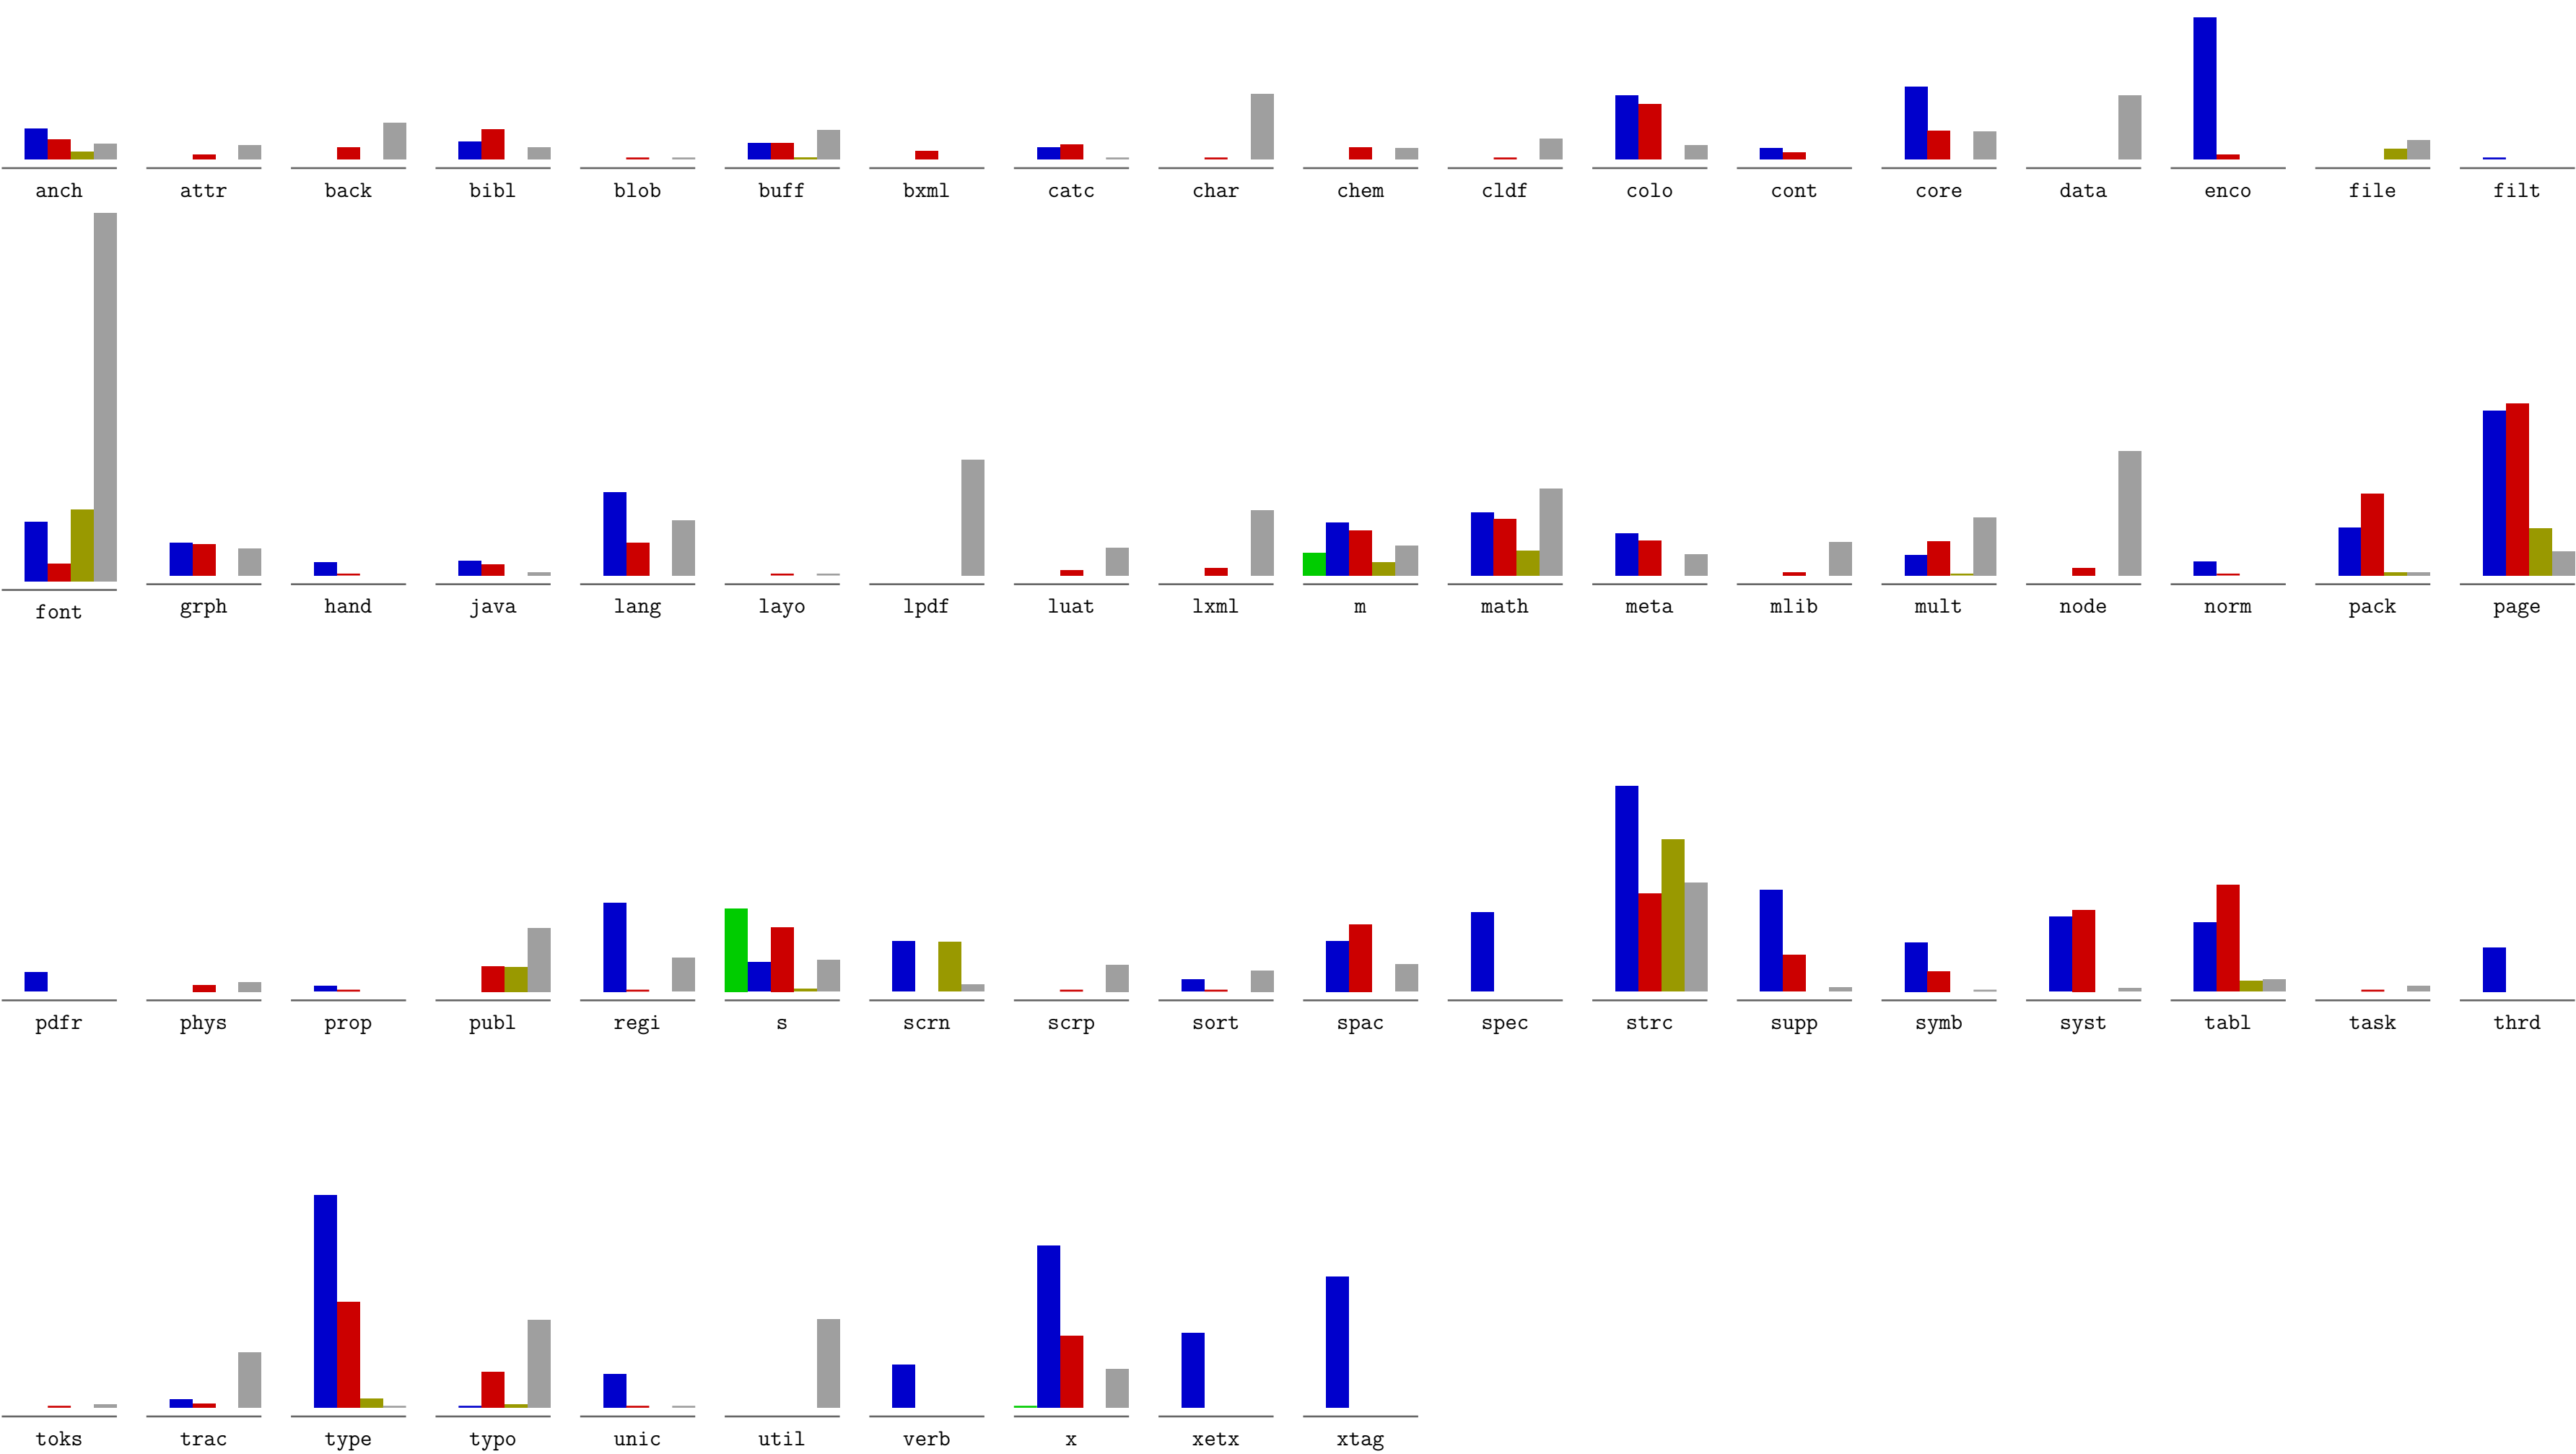 anch attr back bibl blob buff bxml catc char chem cldf colo cont core data enco file filt
font grph hand java lang layo lpdf luat lxml m math meta mlib mult node norm pack page
pdfr phys prop publ regi s scrn scrp sort spac spec strc supp symb syst tabl task thrd
toks trac type typo unic util verb x xetx xtag